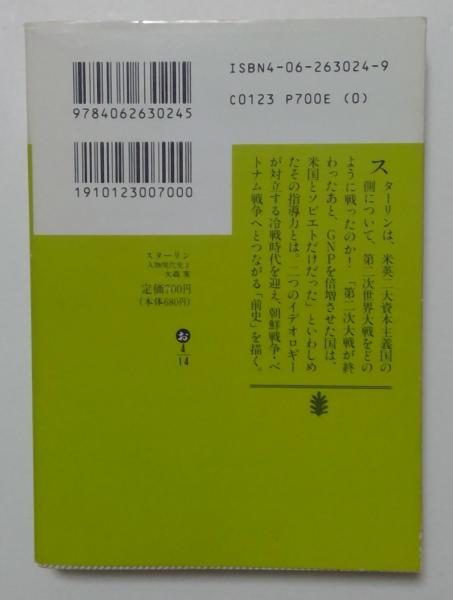 ISBN4-06-263024-9
C0123 P700E (0)
9784062630245
1910123007000
スターリンは、米英二大資本主義国の
側について、第二次世界大戦をどの
ように戦ったのか! 「第二次大戦が終
わったあと、GNPを倍増させた国は、
米国とソビエトだけだった」といわしめ
たその指導力とは。二つのイデオロギー
が対立する冷戦時代を迎え、朝鮮戦争・ベ
トナム戦争へとつながる「前史」を描く。
スターリン
人物現代史2
大森 実
定価700円
(本体680円)
お
4
14